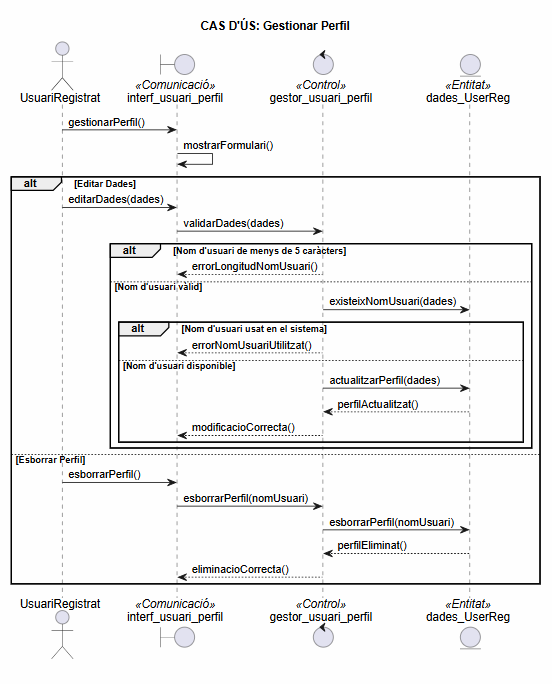 CAS D'ÚS: Gestionar Perfil
«Comunicació» «Control» «Entitat»
UsuariRegistrat interf_usuari_perfil gestor_usuari_perfil dades_UserReg
gestionarPerfil()
mostrarFormulari()
alt [Editar Dades]
editarDades(dades)
validarDades(dades)
alt [Nom d'usuari de menys de 5 caràcters]
errorLongitudNomUsuari()
[Nom d'usuari vàlid]
existeixNomUsuari(dades)
alt [Nom d'usuari usat en el sistema]
errorNomUsuariUtilitzat()
[Nom d'usuari disponible]
actualitzarPerfil(dades)
perfilActualitzat()
modificacioCorrecta()
[Esborrar Perfil]
esborrarPerfil()
esborrarPerfil(nomUsuari)
esborrarPerfil(nomUsuari)
perfilEliminat()
eliminacioCorrecta()
«Comunicació» «Control» «Entitat»
UsuariRegistrat interf_usuari_perfil gestor_usuari_perfil dades_UserReg